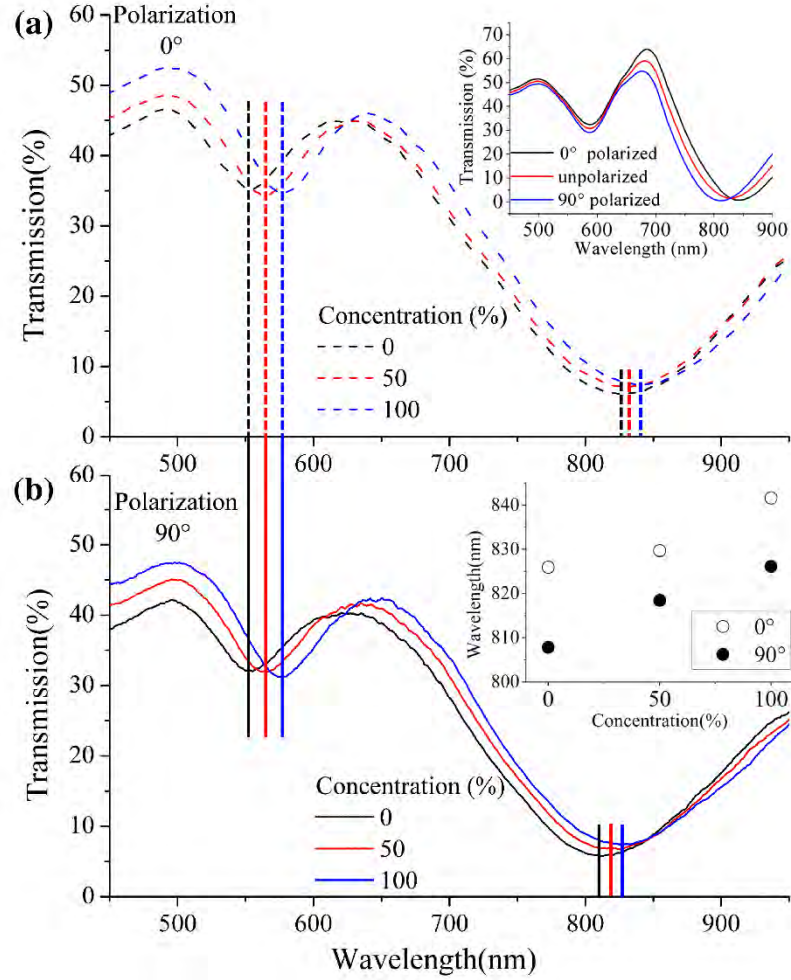 (a)
Polarization
0°
Transmission(%)
60
50
40
30
20
10
0
500
600
700
800
900
Concentration (%)
0
50
100
Transmission (%)
70
60
50
40
30
20
10
0
0° polarized
unpolarized
90° polarized
450 500 600 700 800 900
Wavelength (nm)
(b)
Polarization
90°
Transmission(%)
60
50
40
30
20
10
0
Concentration (%)
0
50
100
500
600
700
800
900
Wavelength(nm)
Wavelength(nm)
840
830
820
810
800
0°
90°
0 50 100
Concentration(%)